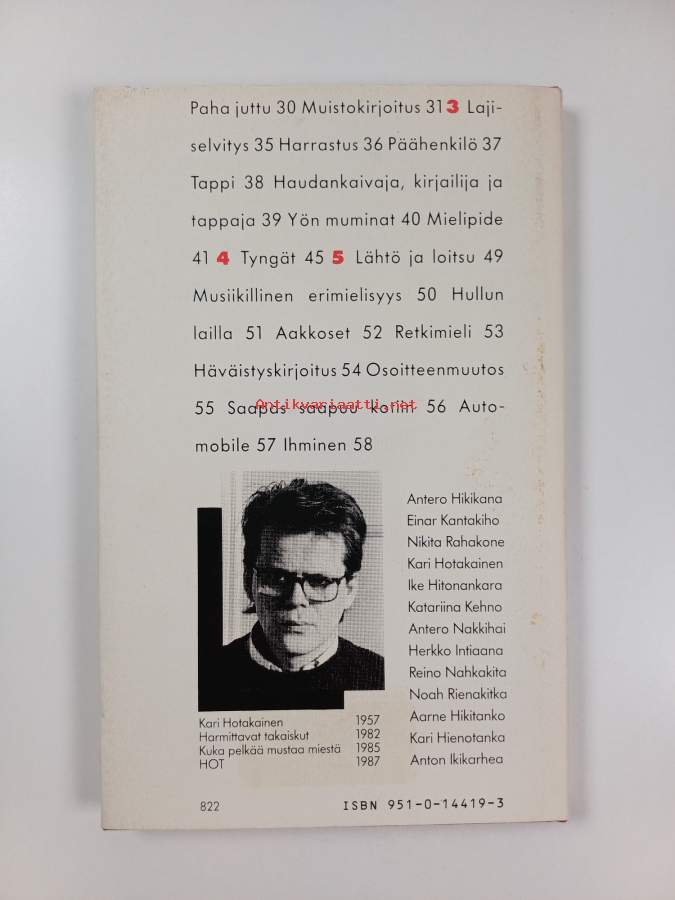 Paha juttu 30 Muistokirjoitus 31 3 Laji-
selvitys 35 Harrastus 36 Päähenkilö 37
Tappi 38 Haudankaivaja, kirjailija ja
tappaja 39 Yön muminat 40 Mielipide
41 4 Tyngät 45 5 Lähtö ja loitsu 49
Musiikillinen erimielisyys 50 Hullun
lailla 51 Aakkoset 52 Retkimieli 53
Häväistyskirjoitus 54 Osoitteenmuutos
55 Saapas saapuu kotiin 56 Auto-
Antikvariaatti.net
mobile 57 Ihminen 58
Antero Hikikana
Einar Kantakiho
Nikita Rahakone
Kari Hotakainen
Ike Hitonankara
Katariina Kehno
Antero Nakkihai
Herkko Intiaana
Reino Nahkakita
Noah Rienakitka
Aarne Hikitanko
Kari Hienotanka
Anton Ikikarhea
Kari Hotakainen 1957
Harmittavat takaiskut 1982
Kuka pelkää mustaa miestä 1985
HOT 1987
822 ISBN 951-0-14419-3